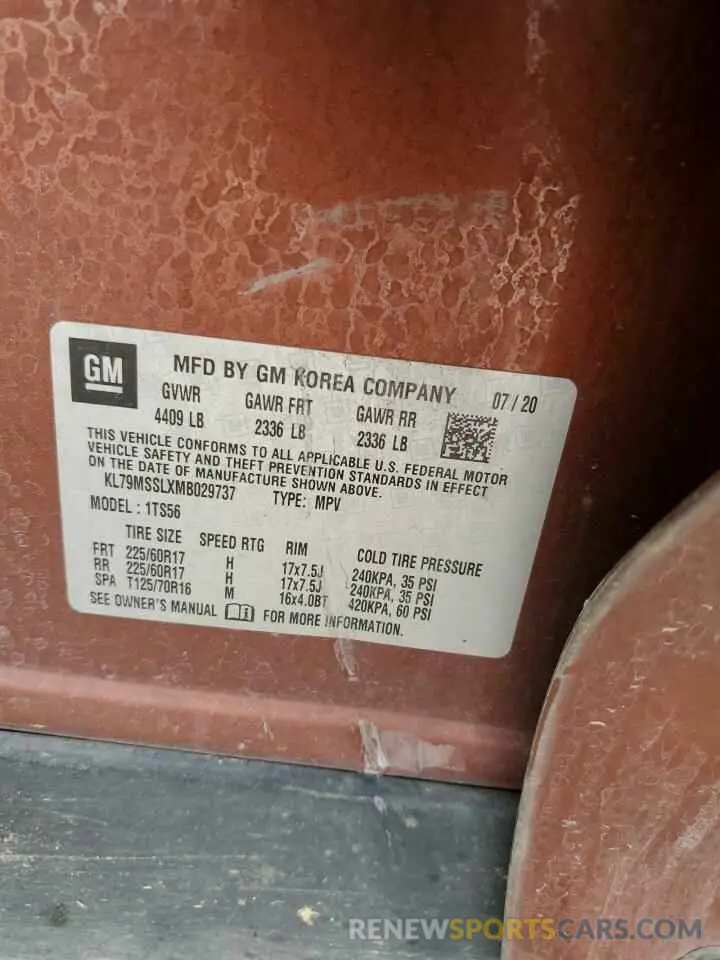 GM
MFD BY GM KOREA COMPANY 07/20
GVWR GAWR FRT GAWR RR
4409 LB 2336 LB 2336 LB
THIS VEHICLE CONFORMS TO ALL APPLICABLE U.S. FEDERAL MOTOR
VEHICLE SAFETY AND THEFT PREVENTION STANDARDS IN EFFECT
ON THE DATE OF MANUFACTURE SHOWN ABOVE.
KL79MSSLXMB029737 TYPE: MPV
MODEL: 1TS56
TIRE SIZE SPEED RTG RIM COLD TIRE PRESSURE
FRT 225/60R17 H 17x7.5J 240KPA, 35 PSI
RR 225/60R17 H 17x7.5J 240KPA, 35 PSI
SPA T125/70R16 M 16x4.0BT 420KPA, 60 PSI
SEE OWNER'S MANUAL FOR MORE INFORMATION.
RENEWSPORTSCARS.COM